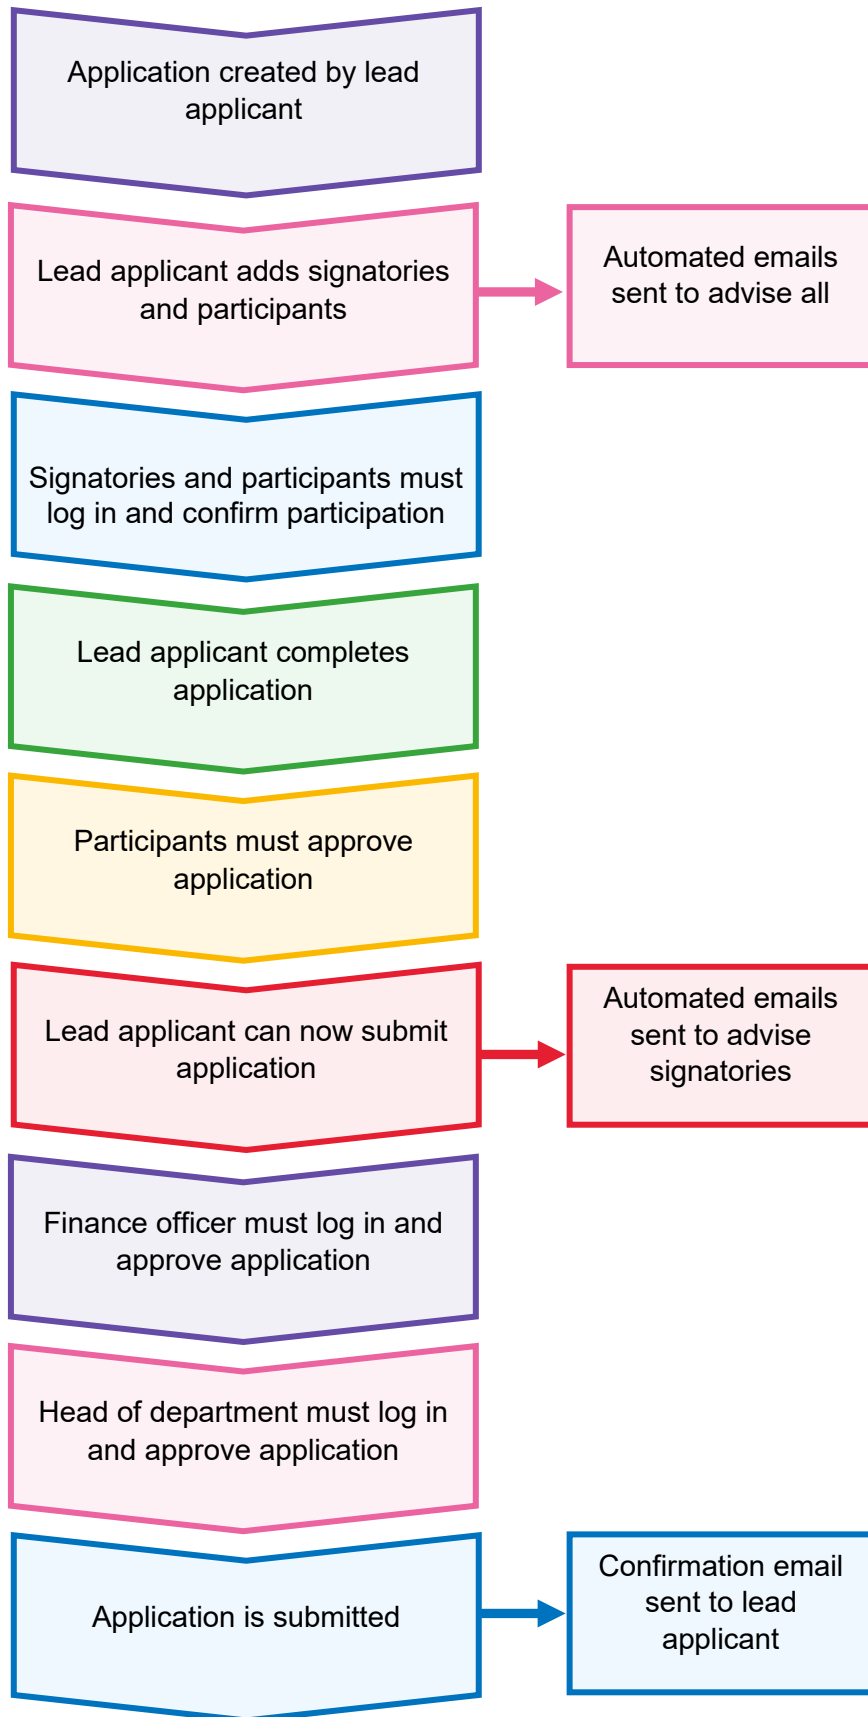 Application created by lead
applicant
Lead applicant adds signatories
and participants
Automated emails
sent to advise all
Signatories and participants must
log in and confirm participation
Lead applicant completes
application
Participants must approve
application
Lead applicant can now submit
application
Automated emails
sent to advise
signatories
Finance officer must log in and
approve application
Head of department must log in
and approve application
Application is submitted
Confirmation email
sent to lead
applicant